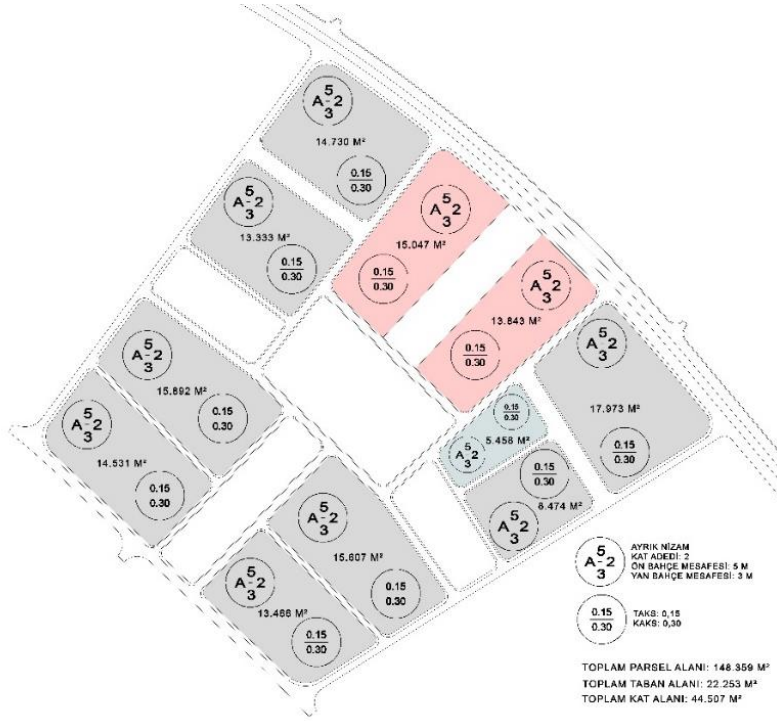 5
A-2
3
14.730 M²
0.15
0.30
5
A-2
3
13.333 M²
0.15
0.30
5
A-2
3
15.047 M²
0.15
0.30
5
A-2
3
13.843 M²
0.15
0.30
5
A-2
3
15.892 M²
0.15
0.30
5
A-2
3
17.973 M²
0.15
0.30
5
A-2
3
14.531 M²
0.15
0.30
0.15
0.30
5.458 M²
5
A-2
3
0.15
0.30
8.474 M²
5
A-2
3
5
A-2
3
15.607 M²
0.15
0.30
5
A-2
3
13.466 M²
0.15
0.30
5
A-2
3
AYRIK NİZAM
KAT ADEDİ: 2
ÖN BAHÇE MESAFESİ: 5 M
YAN BAHÇE MESAFESİ: 3 M
0.15
0.30
TAKS: 0,15
KAKS: 0,30
TOPLAM PARSEL ALANI: 148.359 M²
TOPLAM TABAN ALANI: 22.253 M²
TOPLAM KAT ALANI: 44.507 M²